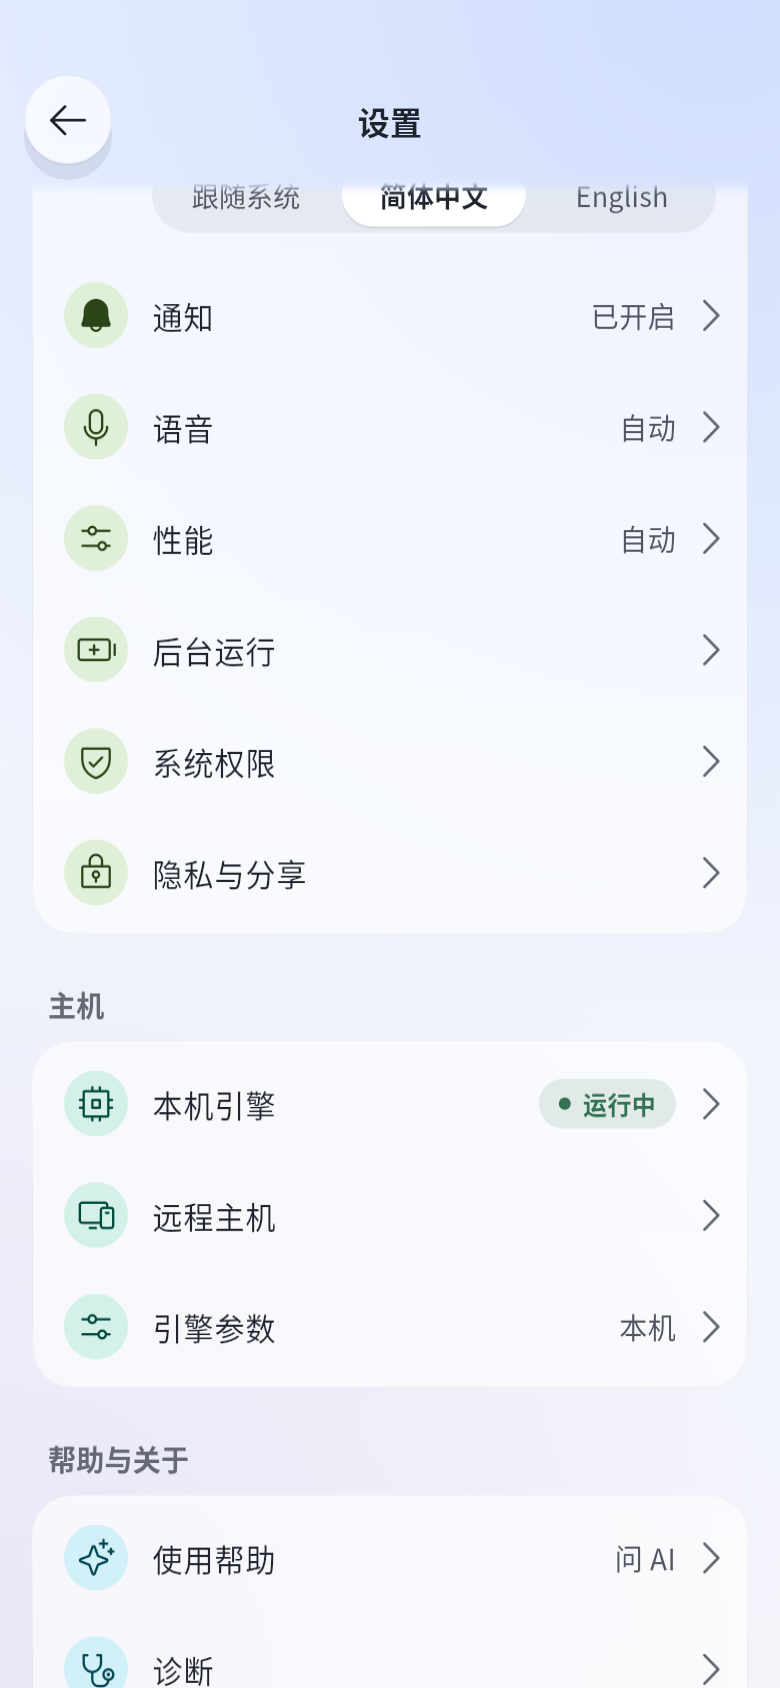 设置
跟随系统 简体中文 English
通知 已开启
语音 自动
性能 自动
后台运行
系统权限
隐私与分享
主机
本机引擎 运行中
远程主机
引擎参数 本机
帮助与关于
使用帮助 问 AI
诊断